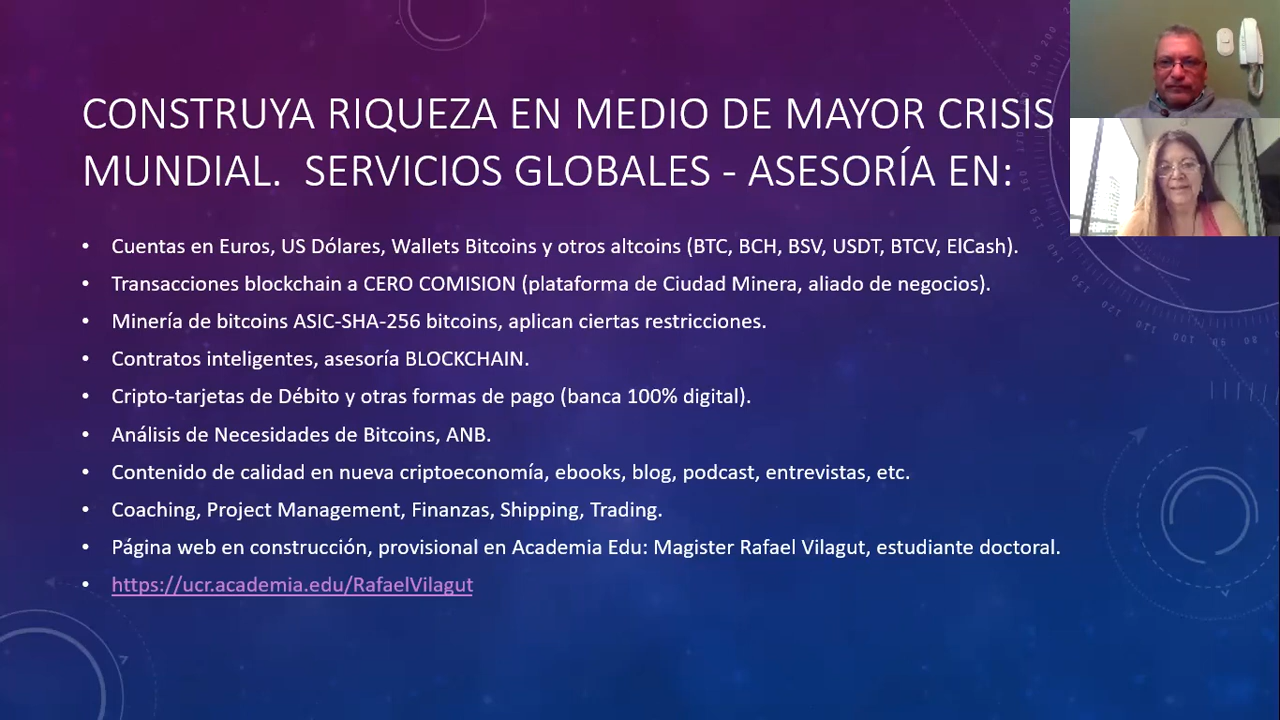 CONSTRUYA RIQUEZA EN MEDIO DE MAYOR CRISIS
MUNDIAL. SERVICIOS GLOBALES - ASESORÍA EN:
• Cuentas en Euros, US Dólares, Wallets Bitcoins y otros altcoins (BTC, BCH, BSV, USDT, BTCV, ElCash).
• Transacciones blockchain a CERO COMISION (plataforma de Ciudad Minera, aliado de negocios).
• Minería de bitcoins ASIC-SHA-256 bitcoins, aplican ciertas restricciones.
• Contratos inteligentes, asesoría BLOCKCHAIN.
• Cripto-tarjetas de Débito y otras formas de pago (banca 100% digital).
• Análisis de Necesidades de Bitcoins, ANB.
• Contenido de calidad en nueva criptoeconomía, ebooks, blog, podcast, entrevistas, etc.
• Coaching, Project Management, Finanzas, Shipping, Trading.
• Página web en construcción, provisional en Academia Edu: Magister Rafael Vilagut, estudiante doctoral.
• https://ucr.academia.edu/RafaelVilagut